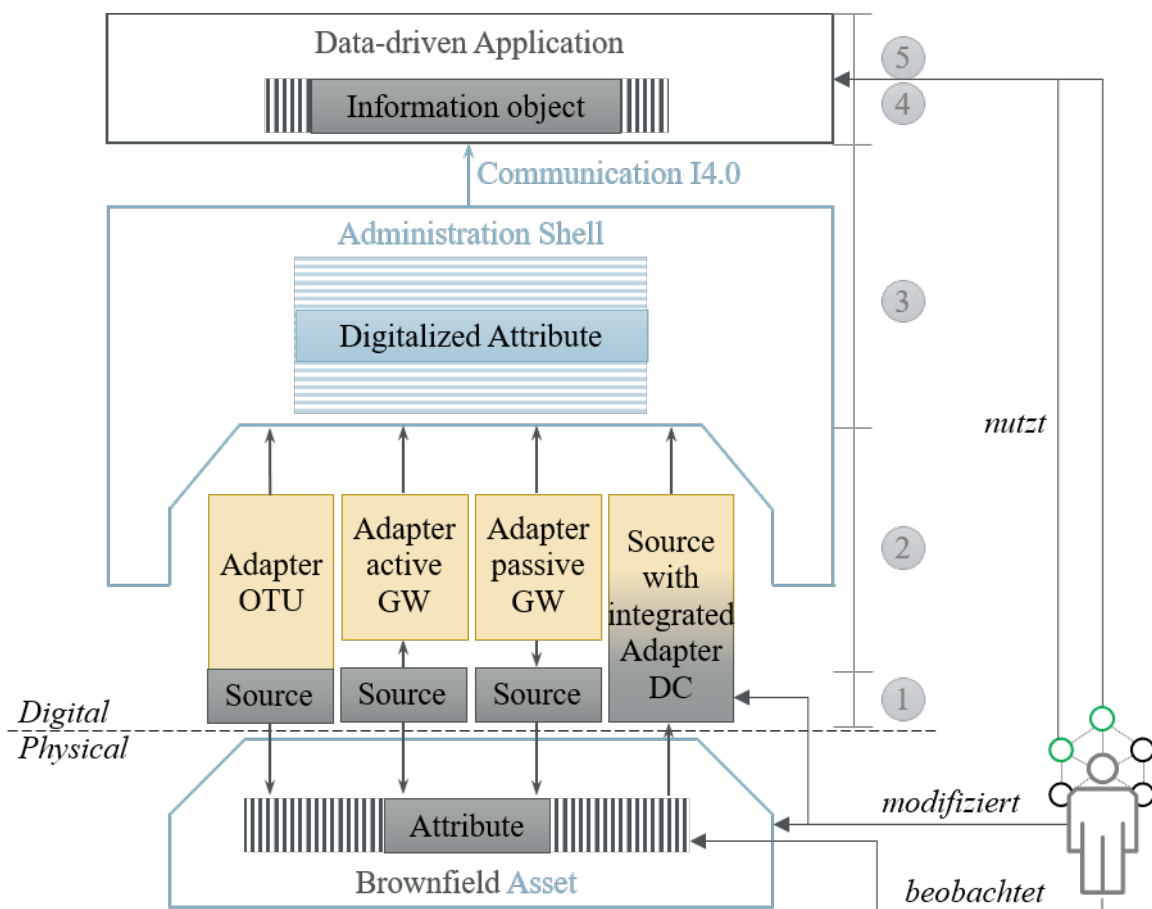 Data-driven Application
5
Information object
4
Communication I4.0
Administration Shell
3
Digitalized Attribute
nutzt
Adapter
OTU
Adapter
active
GW
Adapter
passive
GW
Source
with
integrated
Adapter
DC
2
Source
Source
Source
1
Digital
Physical
modifiziert
Attribute
Brownfield Asset
beobachtet